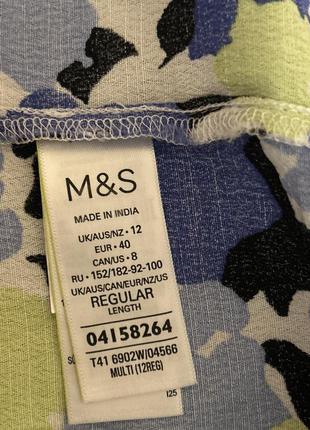 M&S
MADE IN INDIA
UK/AUS/NZ • 12
EUR • 40
CAN/US • 8
RU • 152/182-92-100
UK/AUS/CAN/EUR/NZ/US
REGULAR
LENGTH
04158264
T41 6902W|04566
MULTI (12REG)
I25